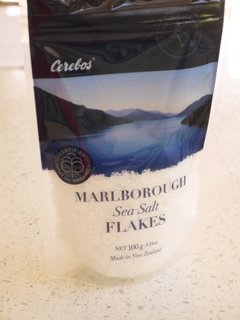 Cerebos
MARLBOROUGH
Sea Salt
FLAKES
NET 100g
Made in New Zealand